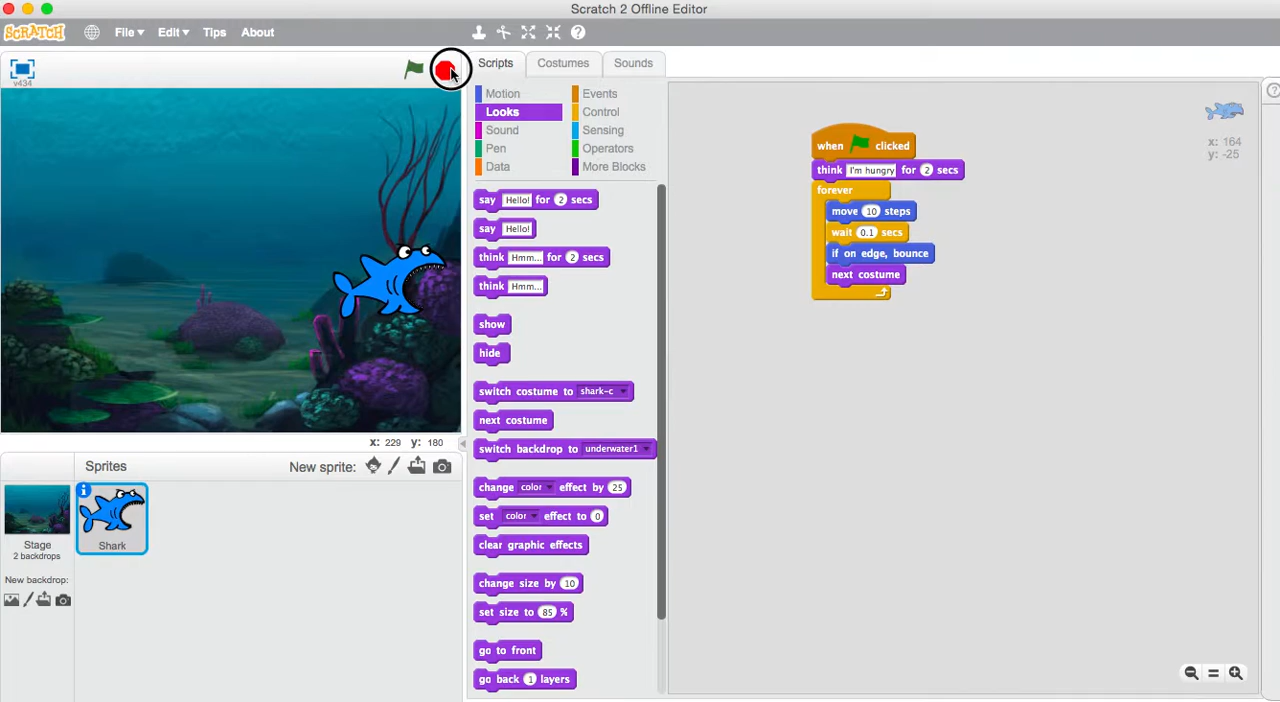 Scratch 2 Offline Editor
SCRATCH File Edit Tips About
v434
Scripts Costumes Sounds
Motion Events
Looks Control
Sound Sensing
Pen Operators
Data More Blocks
say Hello! for 2 secs
say Hello!
think Hmm... for 2 secs
think Hmm...
show
hide
switch costume to shark-c
next costume
switch backdrop to underwater1
change color effect by 25
set color effect to 0
clear graphic effects
change size by 10
set size to 85 %
go to front
go back 1 layers
when clicked
think I'm hungry for 2 secs
forever
move 10 steps
wait 0.1 secs
if on edge, bounce
next costume
x: 164
y: -25
x: 229 y: 180
Sprites New sprite:
Stage
2 backdrops
New backdrop:
Shark